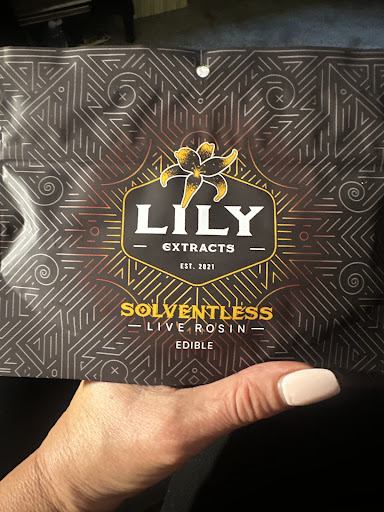 LILY
EXTRACTS
EST. 2021
SOLVENTLESS
LIVE ROSIN
EDIBLE